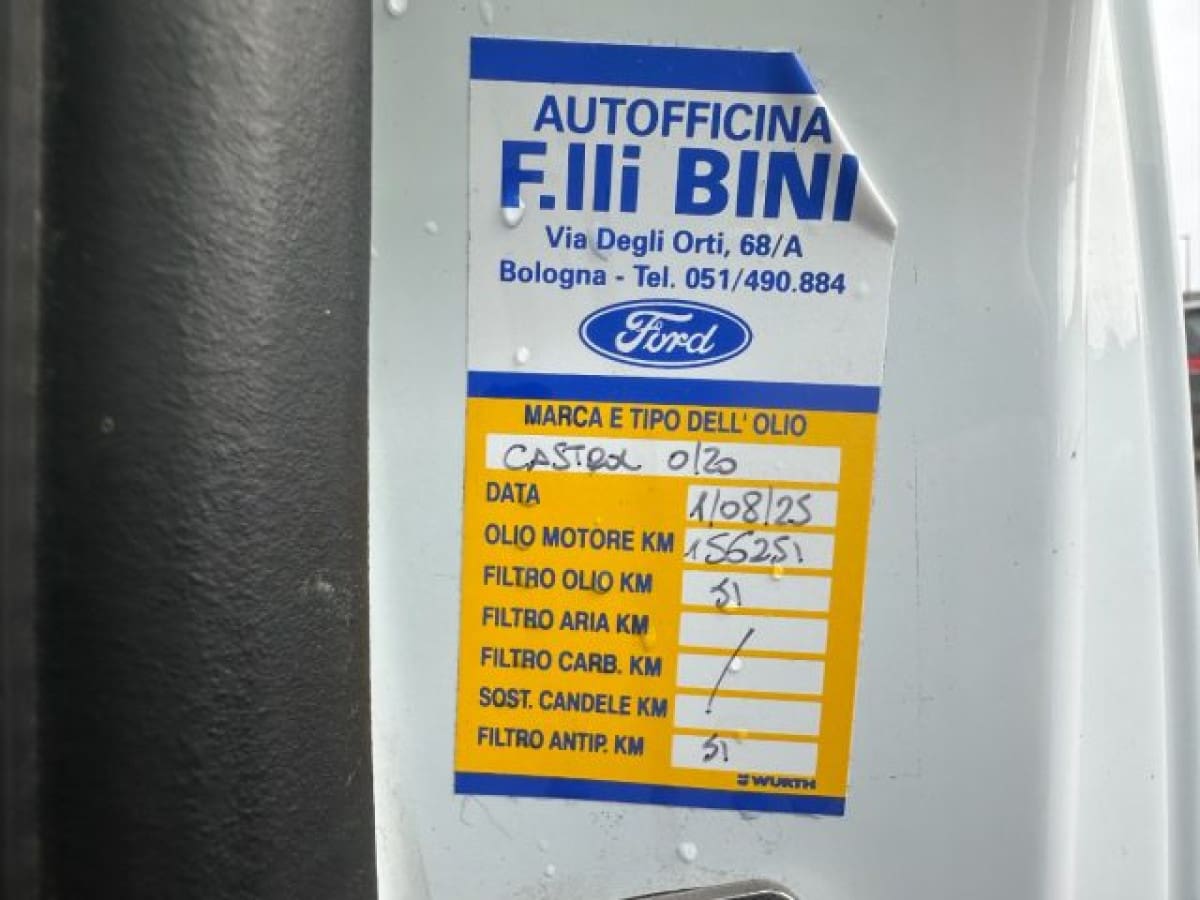 AUTOFFICINA
F.lli BINI
Via Degli Orti, 68/A
Bologna - Tel. 051/490.884
Ford
MARCA E TIPO DELL'OLIO
CASTROL 0/20
DATA 1/08/25
OLIO MOTORE KM 156251
FILTRO OLIO KM SI
FILTRO ARIA KM
FILTRO CARB. KM /
SOST. CANDELE KM
FILTRO ANTIP. KM SI
WURTH